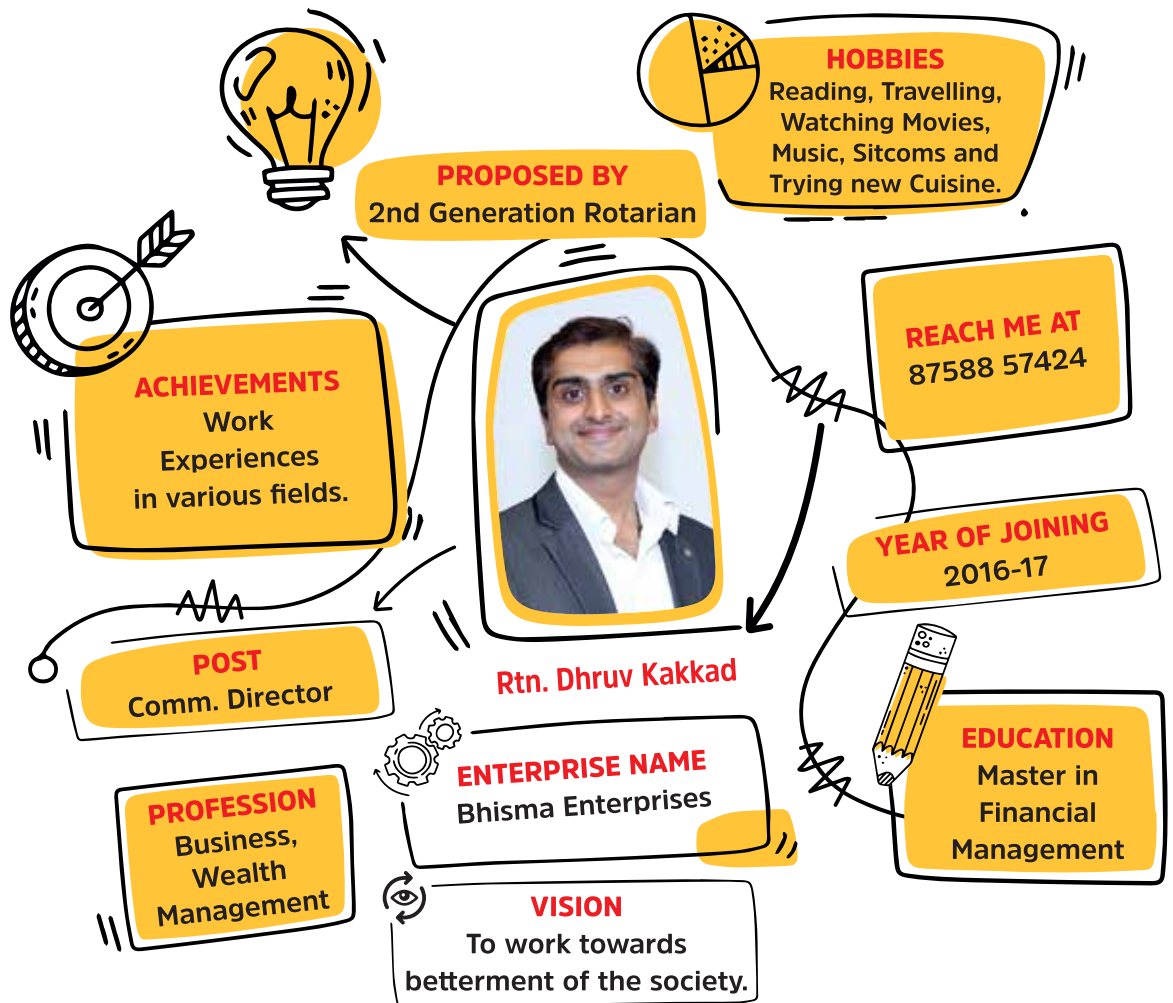 HOBBIES
Reading, Travelling,
Watching Movies,
Music, Sitcoms and
Trying new Cuisine.
PROPOSED BY
2nd Generation Rotarian
REACH ME AT
87588 57424
ACHIEVEMENTS
Work
Experiences
in various fields.
YEAR OF JOINING
2016-17
POST
Comm. Director
Rtn. Dhruv Kakkad
ENTERPRISE NAME
Bhisma Enterprises
EDUCATION
Master in
Financial
Management
PROFESSION
Business,
Wealth
Management
VISION
To work towards
betterment of the society.